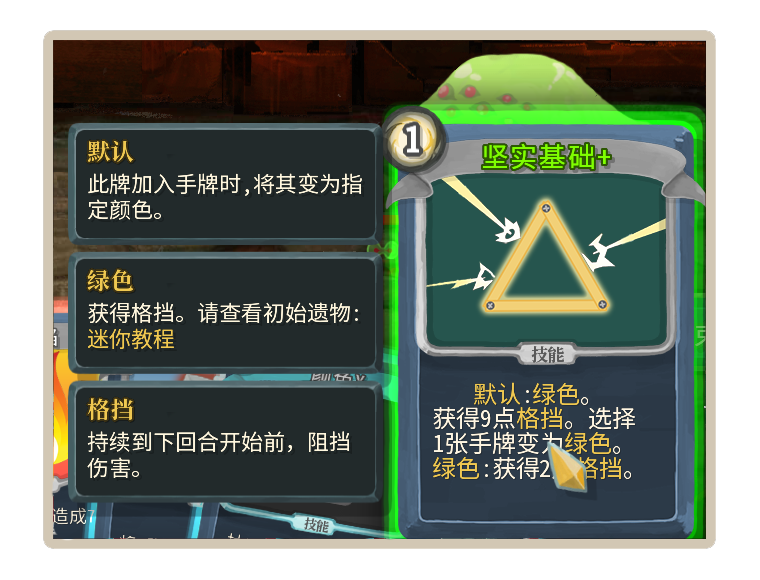 默认
此牌加入手牌时,将其变为指
定颜色。
绿色
获得格挡。请查看初始遗物:
迷你教程
格挡
持续到下回合开始前，阻挡
伤害。
1
坚实基础+
技能
默认:绿色。
获得9点格挡。选择
1张手牌变为绿色。
绿色:获得2 格挡。
造成7
技能